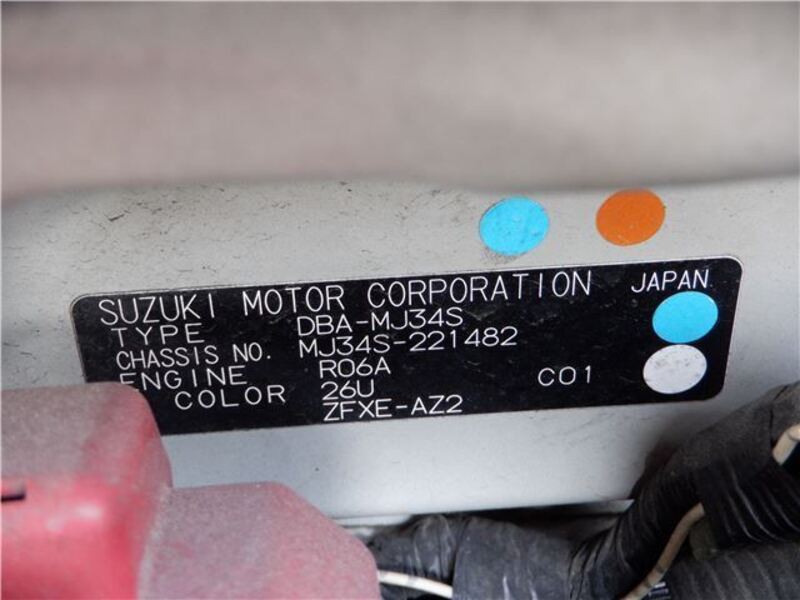 SUZUKI MOTOR CORPORATION JAPAN
TYPE DBA-MJ34S
CHASSIS NO. MJ34S-221482
ENGINE R06A
COLOR 26U C01
ZFXE-AZ2